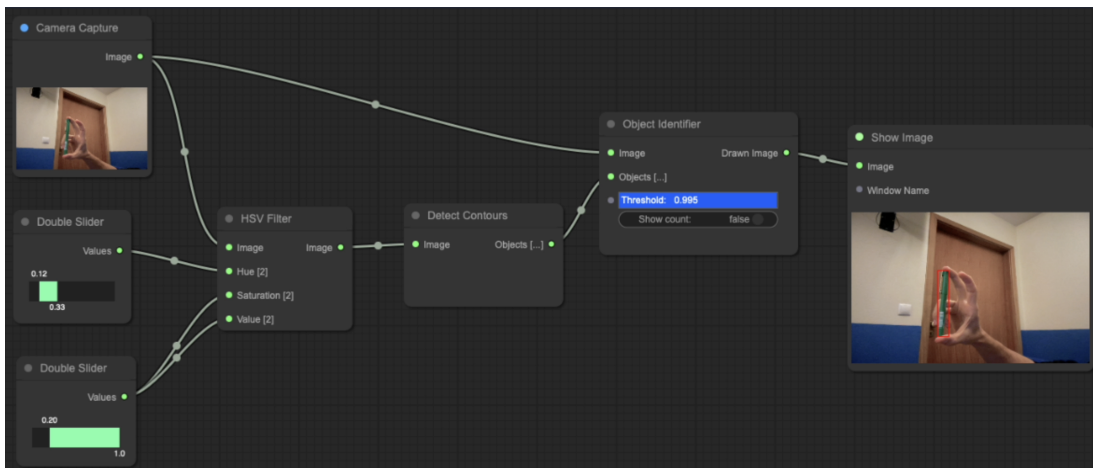 Camera Capture
Image
Double Slider
Values
0.12
0.33
Double Slider
Values
0.20
1.0
HSV Filter
Image Image
Hue [2]
Saturation [2]
Value [2]
Detect Contours
Image Objects [...]
Object Identifier
Image Drawn Image
Objects [...]
Threshold: 0.995
Show count: false
Show Image
Image
Window Name